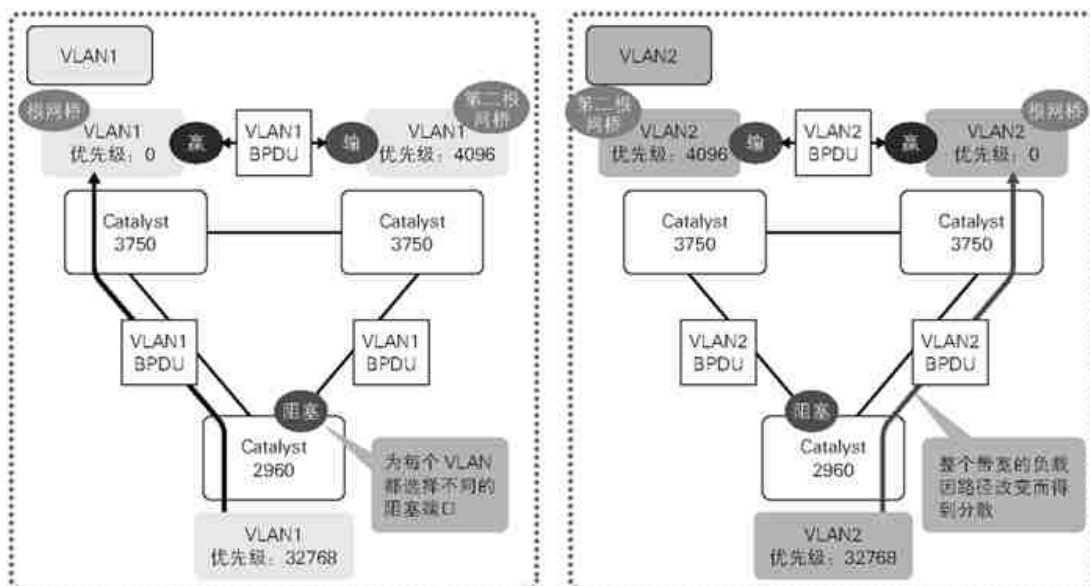 VLAN1
根网桥
VLAN1
优先级：0
赢
VLAN1
BPDU
输
第二根
网桥
VLAN1
优先级：4096
Catalyst
3750
Catalyst
3750
VLAN1
BPDU
VLAN1
BPDU
阻塞
Catalyst
2960
为每个 VLAN
都选择不同的
阻塞端口
VLAN1
优先级：32768
VLAN2
第二根
网桥
VLAN2
优先级：4096
输
VLAN2
BPDU
赢
根网桥
VLAN2
优先级：0
Catalyst
3750
Catalyst
3750
VLAN2
BPDU
VLAN2
BPDU
阻塞
Catalyst
2960
整个带宽的负载
因路径改变而得
到分散
VLAN2
优先级：32768